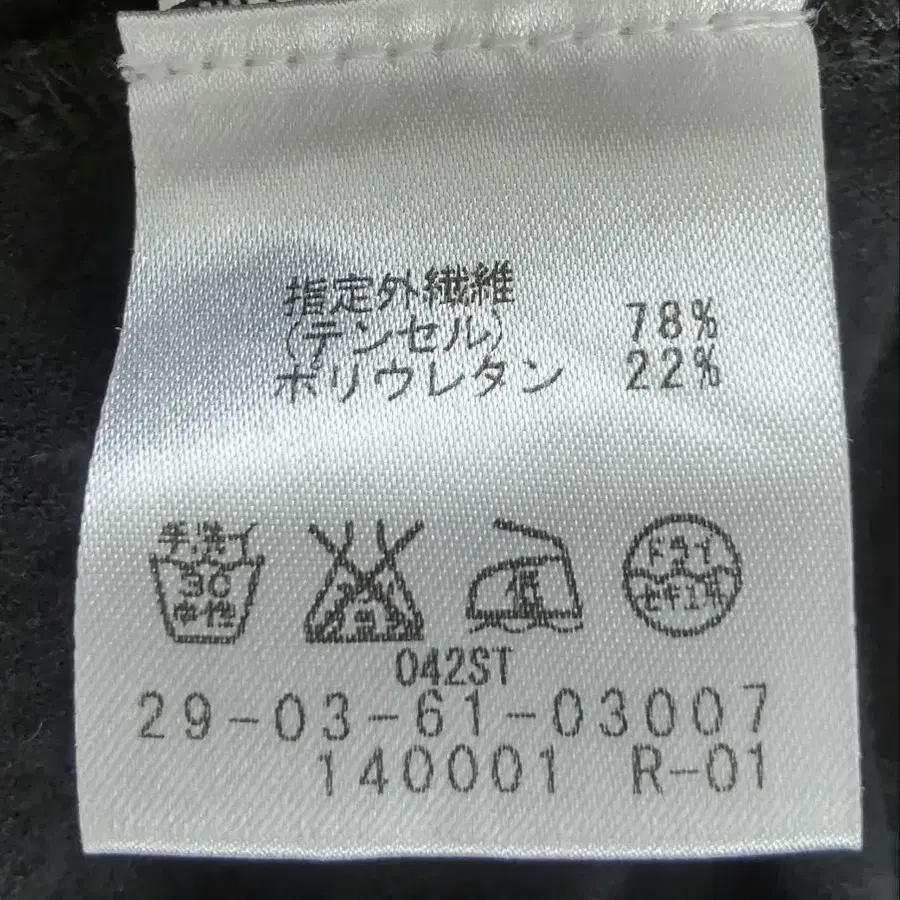 指定外繊維
(テンセル) 78%
ポリウレタン 22%
手洗イ
30
中性
低
ドライ
セキユ系
042ST
29-03-61-03007
140001 R-01